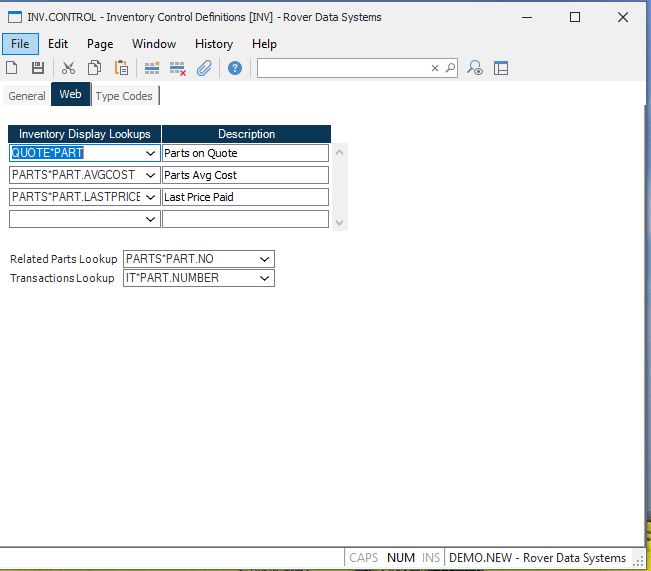 INV.CONTROL - Inventory Control Definitions [INV] - Rover Data Systems
File Edit Page Window History Help
General Web Type Codes
Inventory Display Lookups Description
QUOTE*PART Parts on Quote
PARTS*PART.AVGCOST Parts Avg Cost
PARTS*PART.LASTPRICE Last Price Paid
Related Parts Lookup PARTS*PART.NO
Transactions Lookup IT*PART.NUMBER
CAPS NUM INS DEMO.NEW - Rover Data Systems